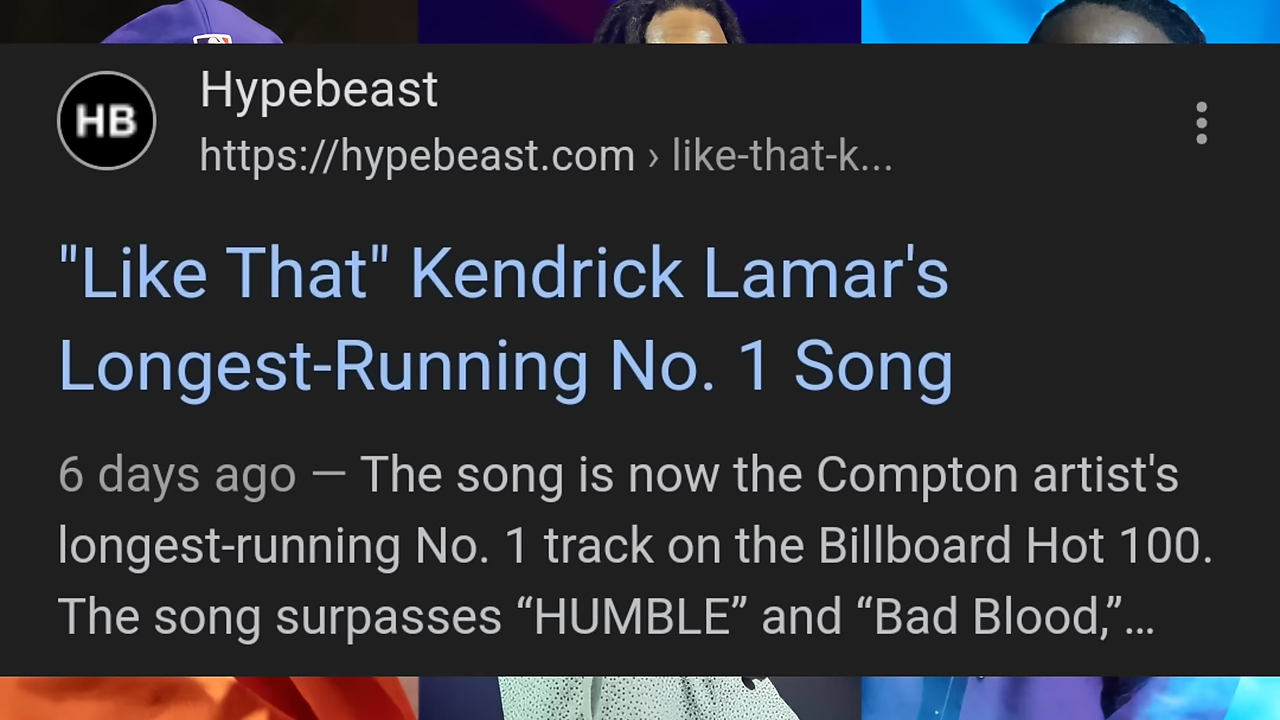 HB
Hypebeast
https://hypebeast.com › like-that-k...
"Like That" Kendrick Lamar's
Longest-Running No. 1 Song
6 days ago — The song is now the Compton artist's
longest-running No. 1 track on the Billboard Hot 100.
The song surpasses “HUMBLE” and “Bad Blood,”...